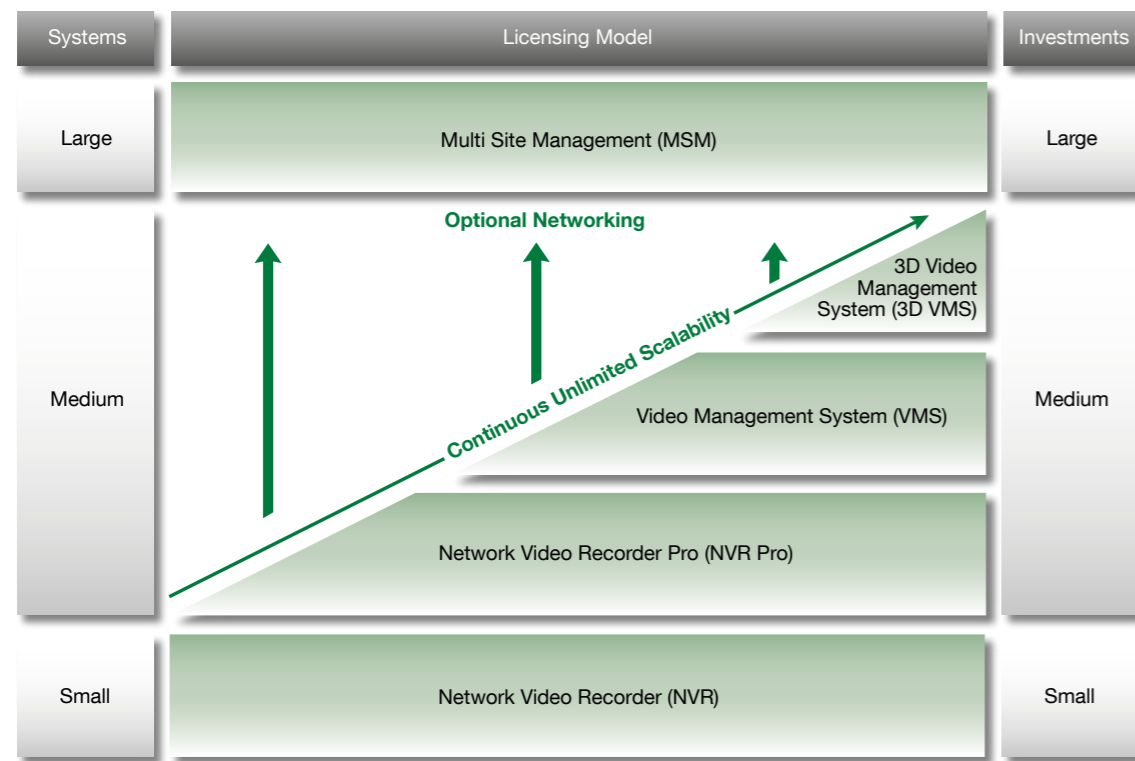 Systems
Licensing Model
Investments
Large
Multi Site Management (MSM)
Large
Optional Networking
3D Video
Management
System (3D VMS)
Continuous Unlimited Scalability
Medium
Video Management System (VMS)
Medium
Network Video Recorder Pro (NVR Pro)
Small
Network Video Recorder (NVR)
Small